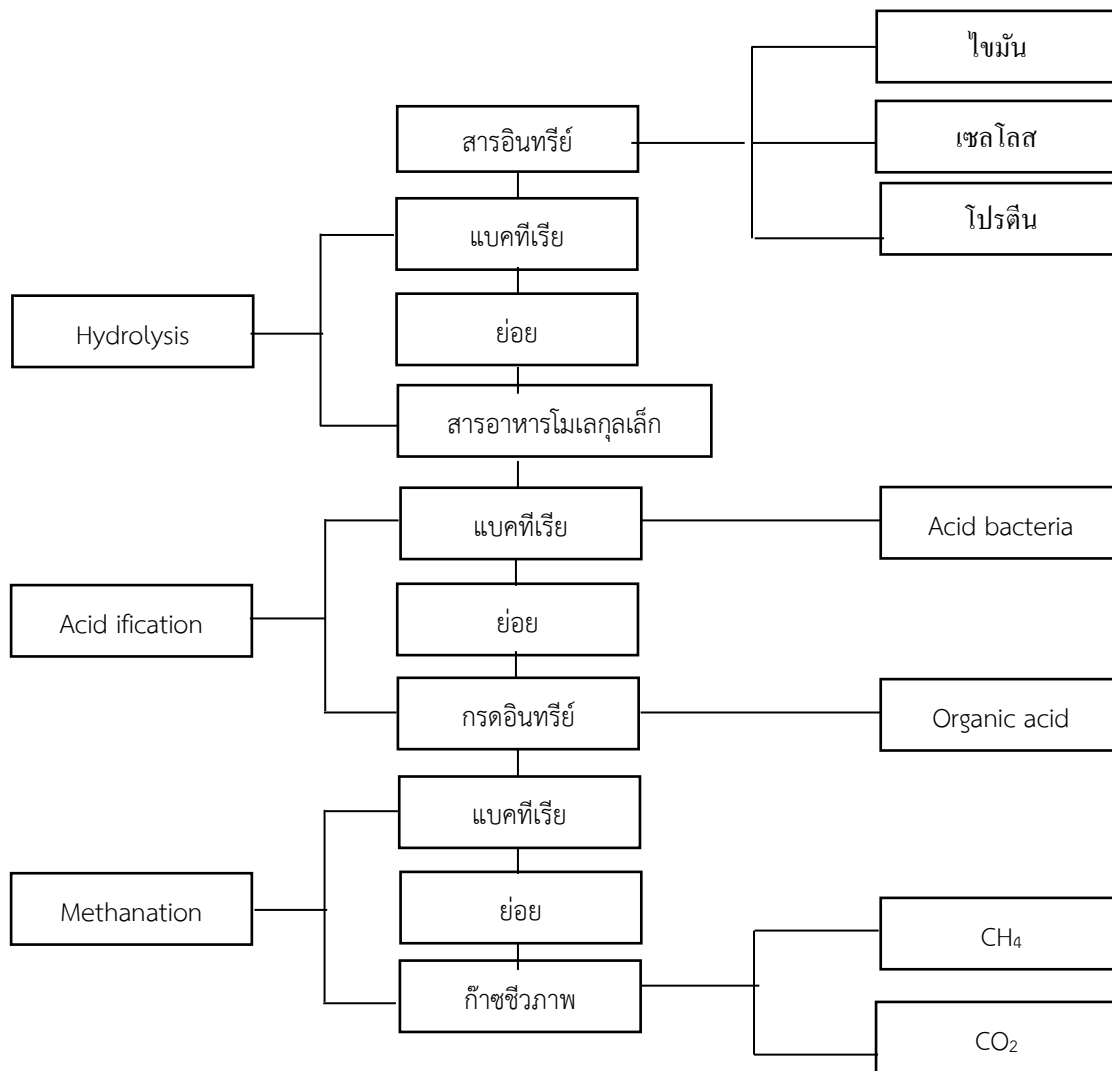 ไขมัน
สารอินทรีย์
เซลโลส
แบคทีเรีย
โปรตีน
Hydrolysis
ย่อย
สารอาหารโมเลกุลเล็ก
แบคทีเรีย
Acid bacteria
Acid ification
ย่อย
กรดอินทรีย์
Organic acid
แบคทีเรีย
Methanation
ย่อย
CH₄
ก๊าซชีวภาพ
CO₂